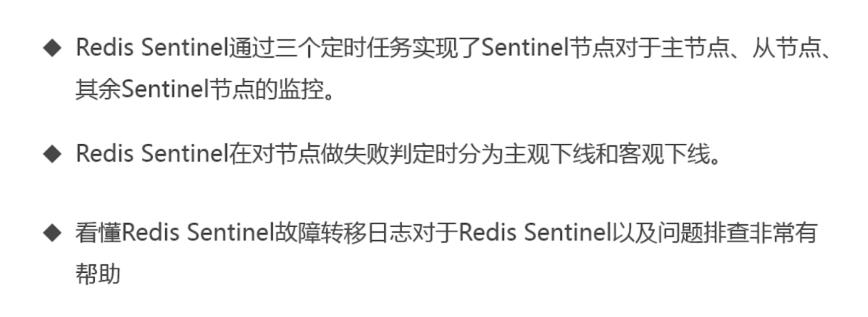 ◆ Redis Sentinel通过三个定时任务实现了Sentinel节点对于主节点、从节点、
其余Sentinel节点的监控。
◆ Redis Sentinel在对节点做失败判定时分为主观下线和客观下线。
◆ 看懂Redis Sentinel故障转移日志对于Redis Sentinel以及问题排查非常有
帮助